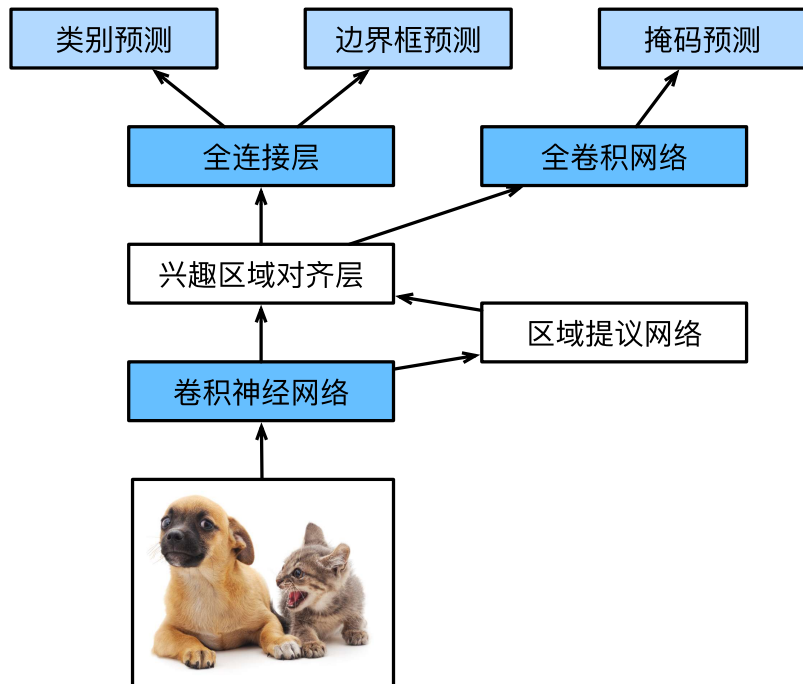 类别预测
边界框预测
掩码预测
全连接层
全卷积网络
兴趣区域对齐层
区域提议网络
卷积神经网络